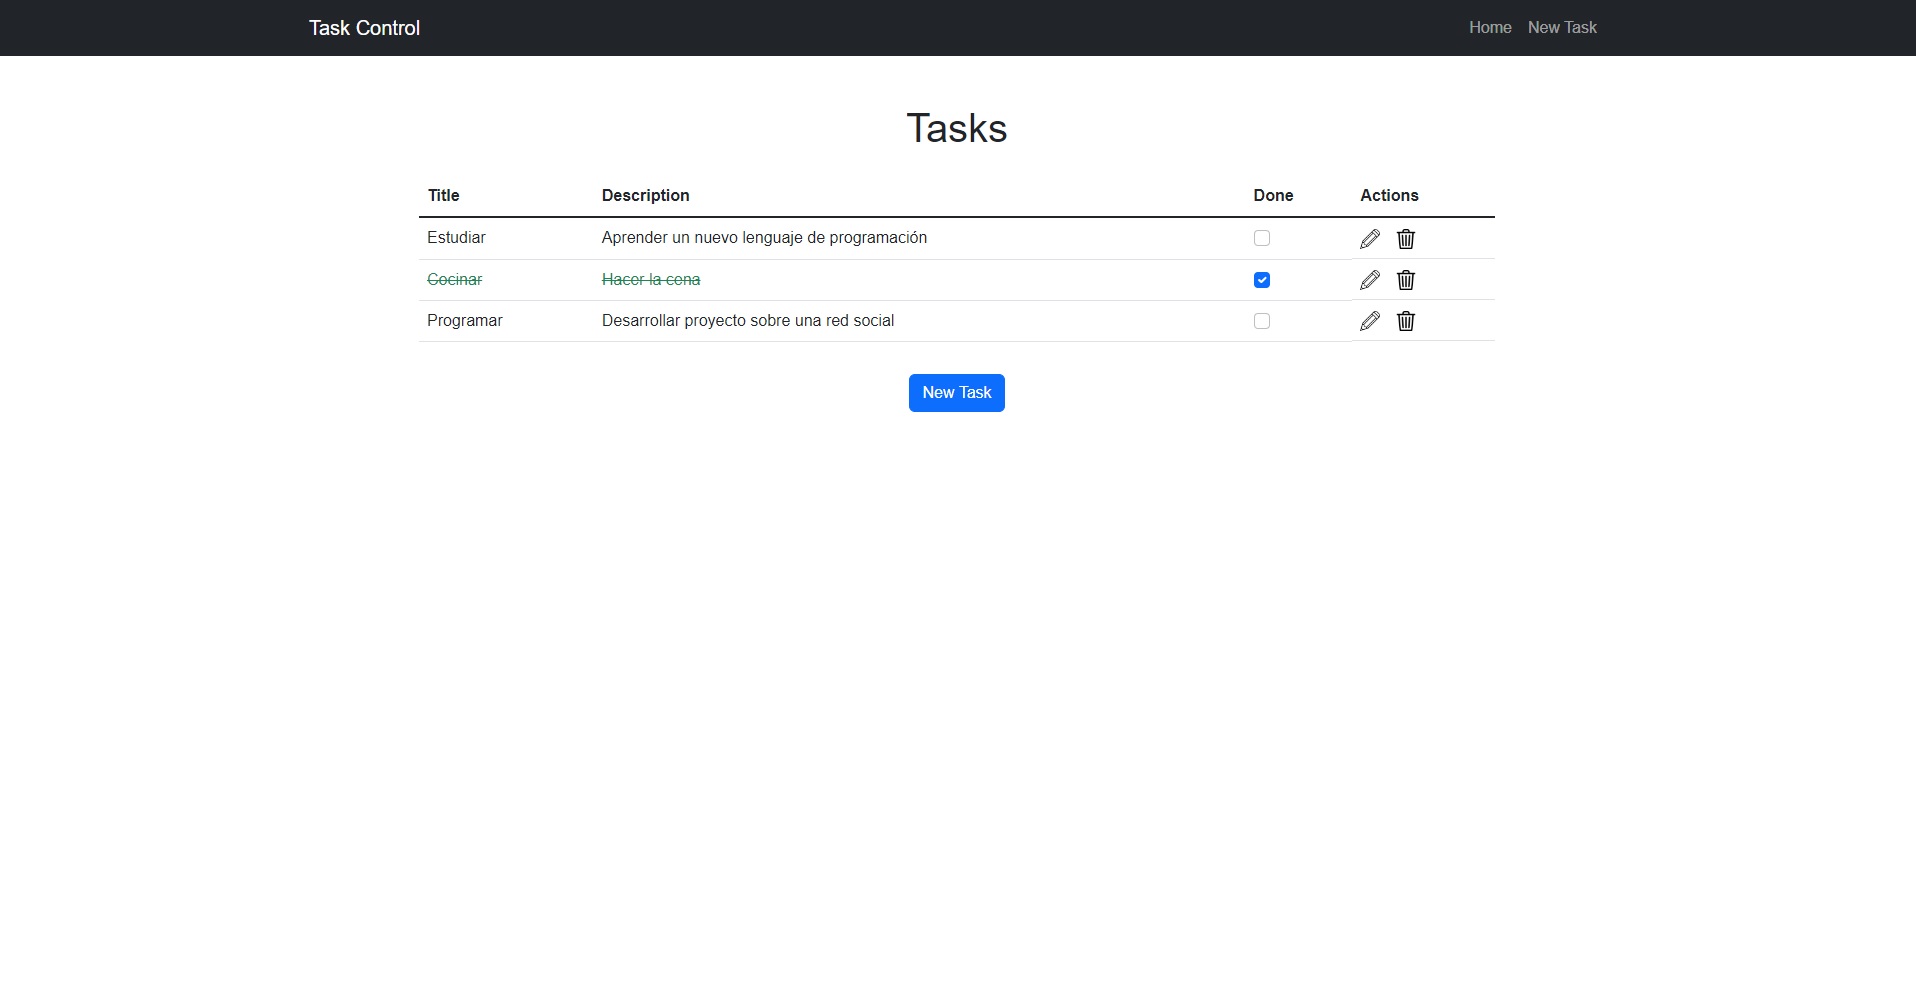 Task Control Home New Task
Tasks
Title Description Done Actions
Estudiar Aprender un nuevo lenguaje de programación
Cocinar Hacer la cena
Programar Desarrollar proyecto sobre una red social
New Task